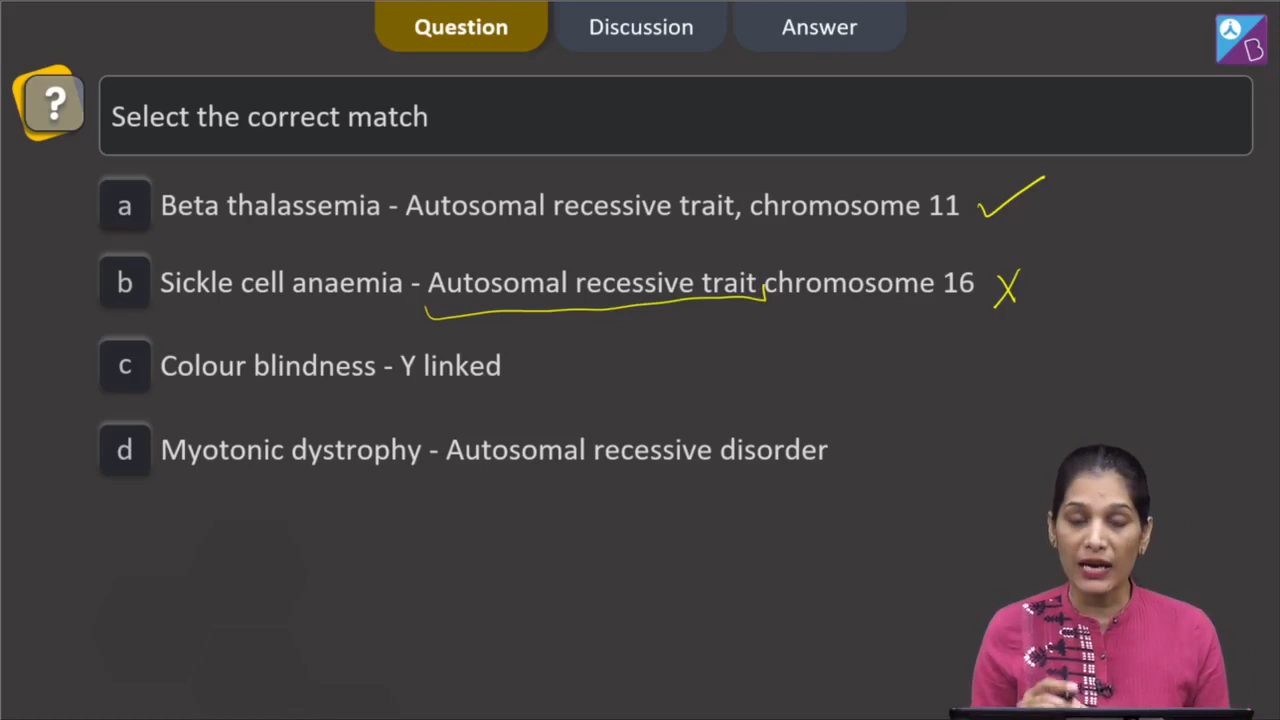 Question Discussion Answer
B
?
Select the correct match
a Beta thalassemia - Autosomal recessive trait, chromosome 11
b Sickle cell anaemia - Autosomal recessive trait, chromosome 16
c Colour blindness - Y linked
d Myotonic dystrophy - Autosomal recessive disorder